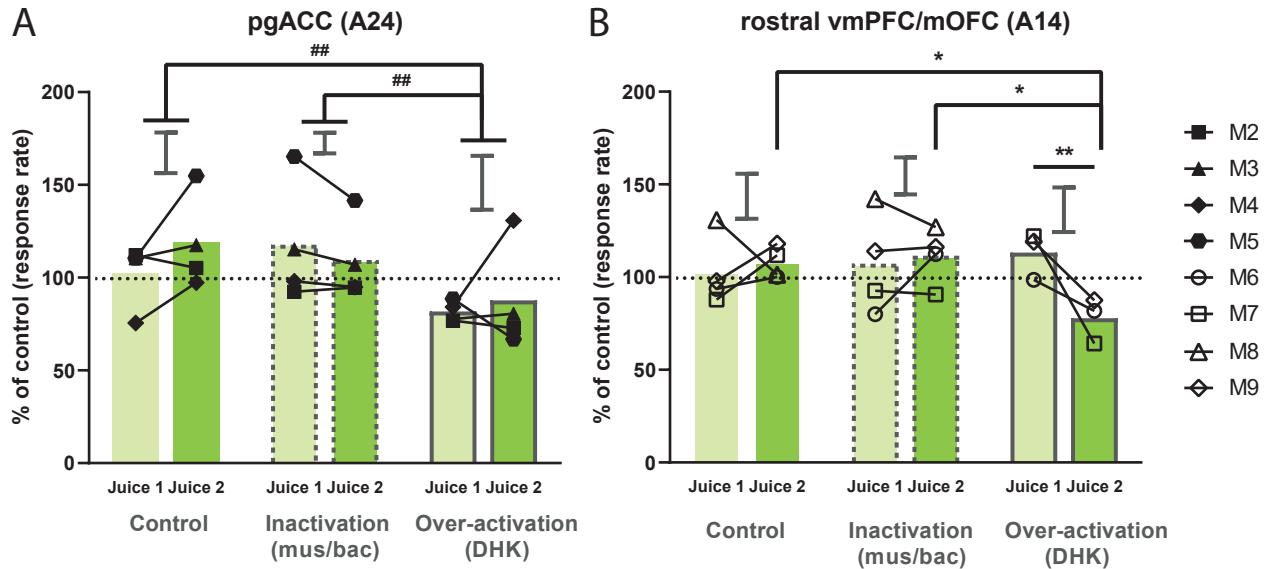 A
pgACC (A24)
##
##
200
150
100
50
0
% of control (response rate)
Juice 1 Juice 2
Juice 1 Juice 2
Juice 1 Juice 2
Control
Inactivation
(mus/bac)
Over-activation
(DHK)
B
rostral vmPFC/mOFC (A14)
*
*
**
200
150
100
50
0
% of control (response rate)
Juice 1 Juice 2
Juice 1 Juice 2
Juice 1 Juice 2
Control
Inactivation
(mus/bac)
Over-activation
(DHK)
M2
M3
M4
M5
M6
M7
M8
M9